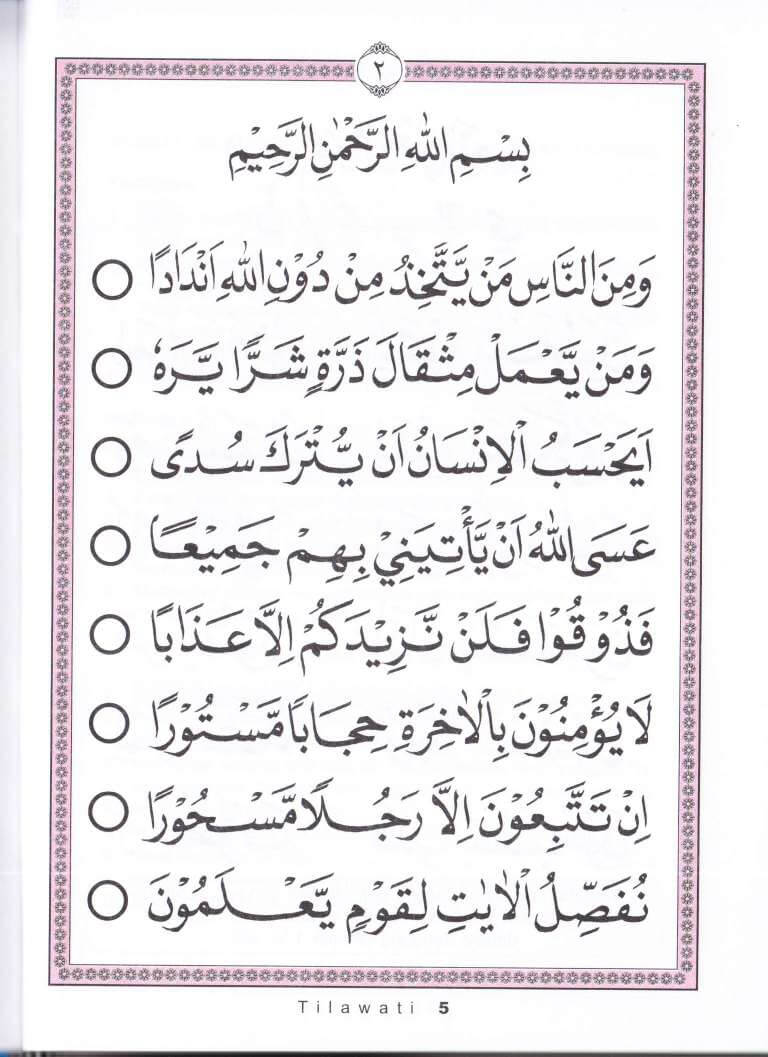 ٢
بِسْمِ اللهِ الرَّحْمٰنِ الرَّحِيْمِ
وَمِنَ النَّاسِ مَنْ يَّتَّخِذُ مِنْ دُوْنِ اللهِ اَنْدَادًا
وَمَنْ يَّعْمَلْ مِثْقَالَ ذَرَّةٍ شَرًّا يَّرَهٗ
اَيَحْسَبُ الْاِنْسَانُ اَنْ يُّتْرَكَ سُدًى
عَسَى اللهُ اَنْ يَّأْتِيَنِيْ بِهِمْ جَمِيْعًا
فَذُوْقُوْا فَلَنْ نَّزِيْدَكُمْ اِلَّا عَذَابًا
لَا يُؤْمِنُوْنَ بِالْاٰخِرَةِ حِجَابًا مَّسْتُوْرًا
اِنْ تَتَّبِعُوْنَ اِلَّا رَجُلًا مَّسْحُوْرًا
نُفَصِّلُ الْاٰيٰتِ لِقَوْمٍ يَّعْلَمُوْنَ
Tilawati 5